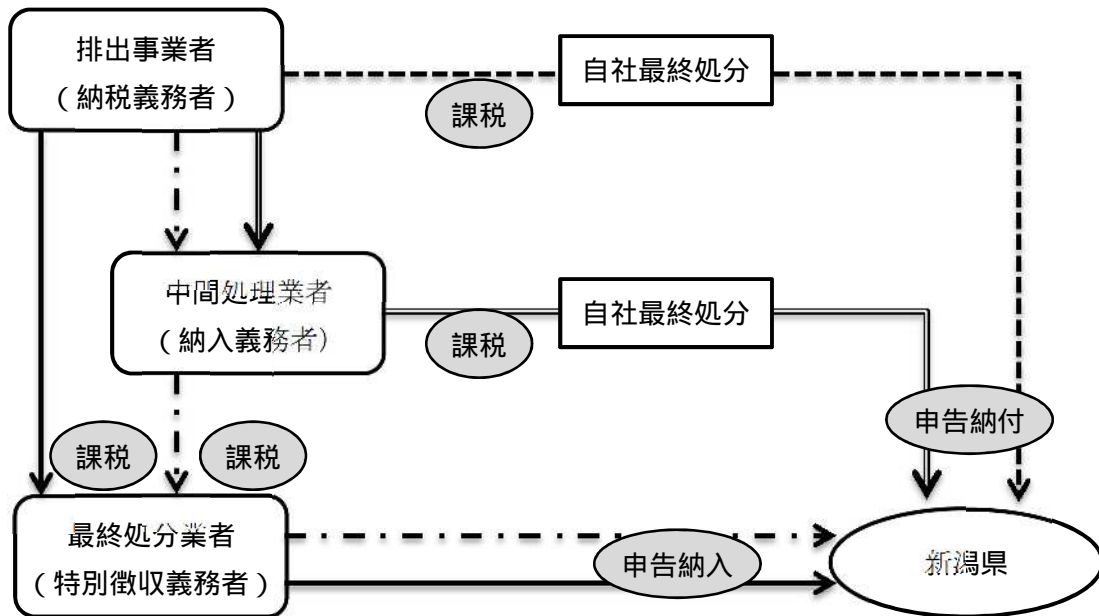 排出事業者
（納税義務者）
自社最終処分
課税
中間処理業者
（納入義務者）
自社最終処分
課税
申告納付
課税
課税
最終処分業者
（特別徴収義務者）
申告納入
新潟県